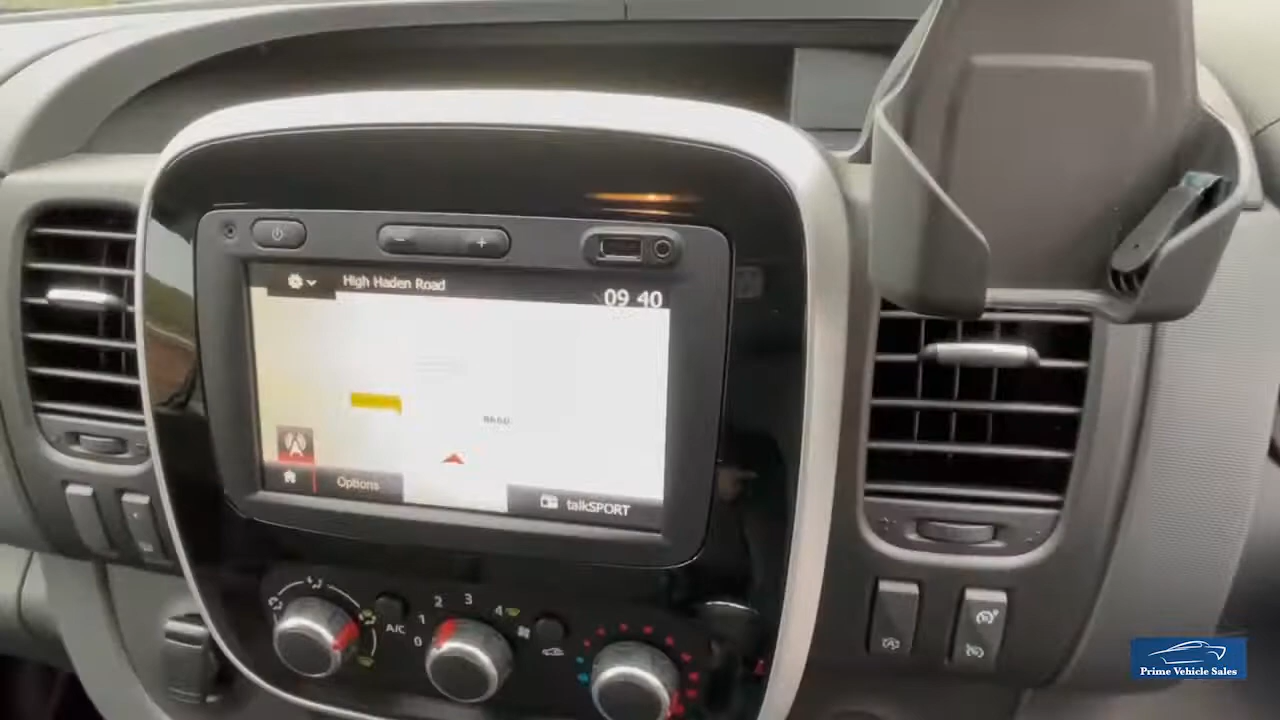 High Haden Road
09 40
Options
talkSPORT
A/C
0
1
2
3
4
Prime Vehicle Sales